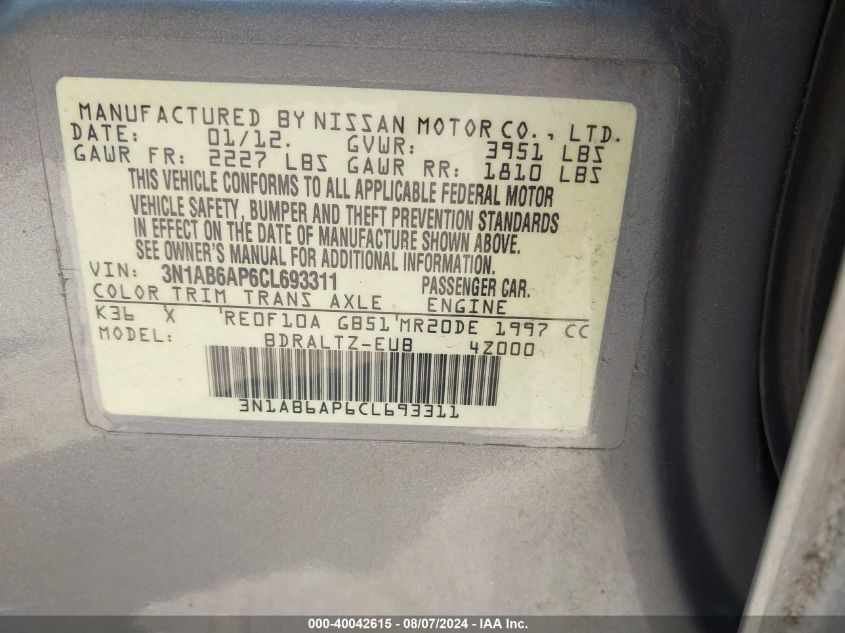 MANUFACTURED BY NISSAN MOTOR CO., LTD.
DATE: 01/12. GVWR: 3951 LBS
GAWR FR: 2227 LBS GAWR RR: 1810 LBS
THIS VEHICLE CONFORMS TO ALL APPLICABLE FEDERAL MOTOR
VEHICLE SAFETY, BUMPER AND THEFT PREVENTION STANDARDS
IN EFFECT ON THE DATE OF MANUFACTURE SHOWN ABOVE.
SEE OWNER'S MANUAL FOR ADDITIONAL INFORMATION.
VIN: 3N1AB6AP6CL693311 PASSENGER CAR.
COLOR TRIM TRANS AXLE ENGINE
K36 X RE0F10A GB51 MR20DE 1997 CC
MODEL: BDRALTZ-EUB 4Z000
3N1AB6AP6CL693311
000-40042615 - 08/07/2024 - IAA Inc.